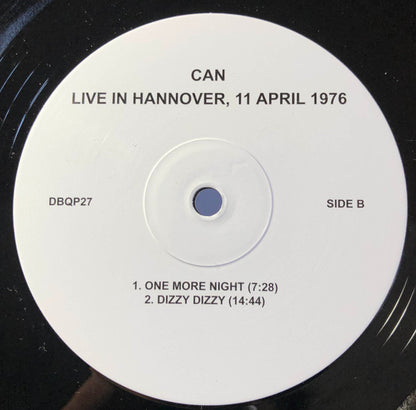 CAN
LIVE IN HANNOVER, 11 APRIL 1976
DBQP27
SIDE B
1. ONE MORE NIGHT (7:28)
2. DIZZY DIZZY (14:44)